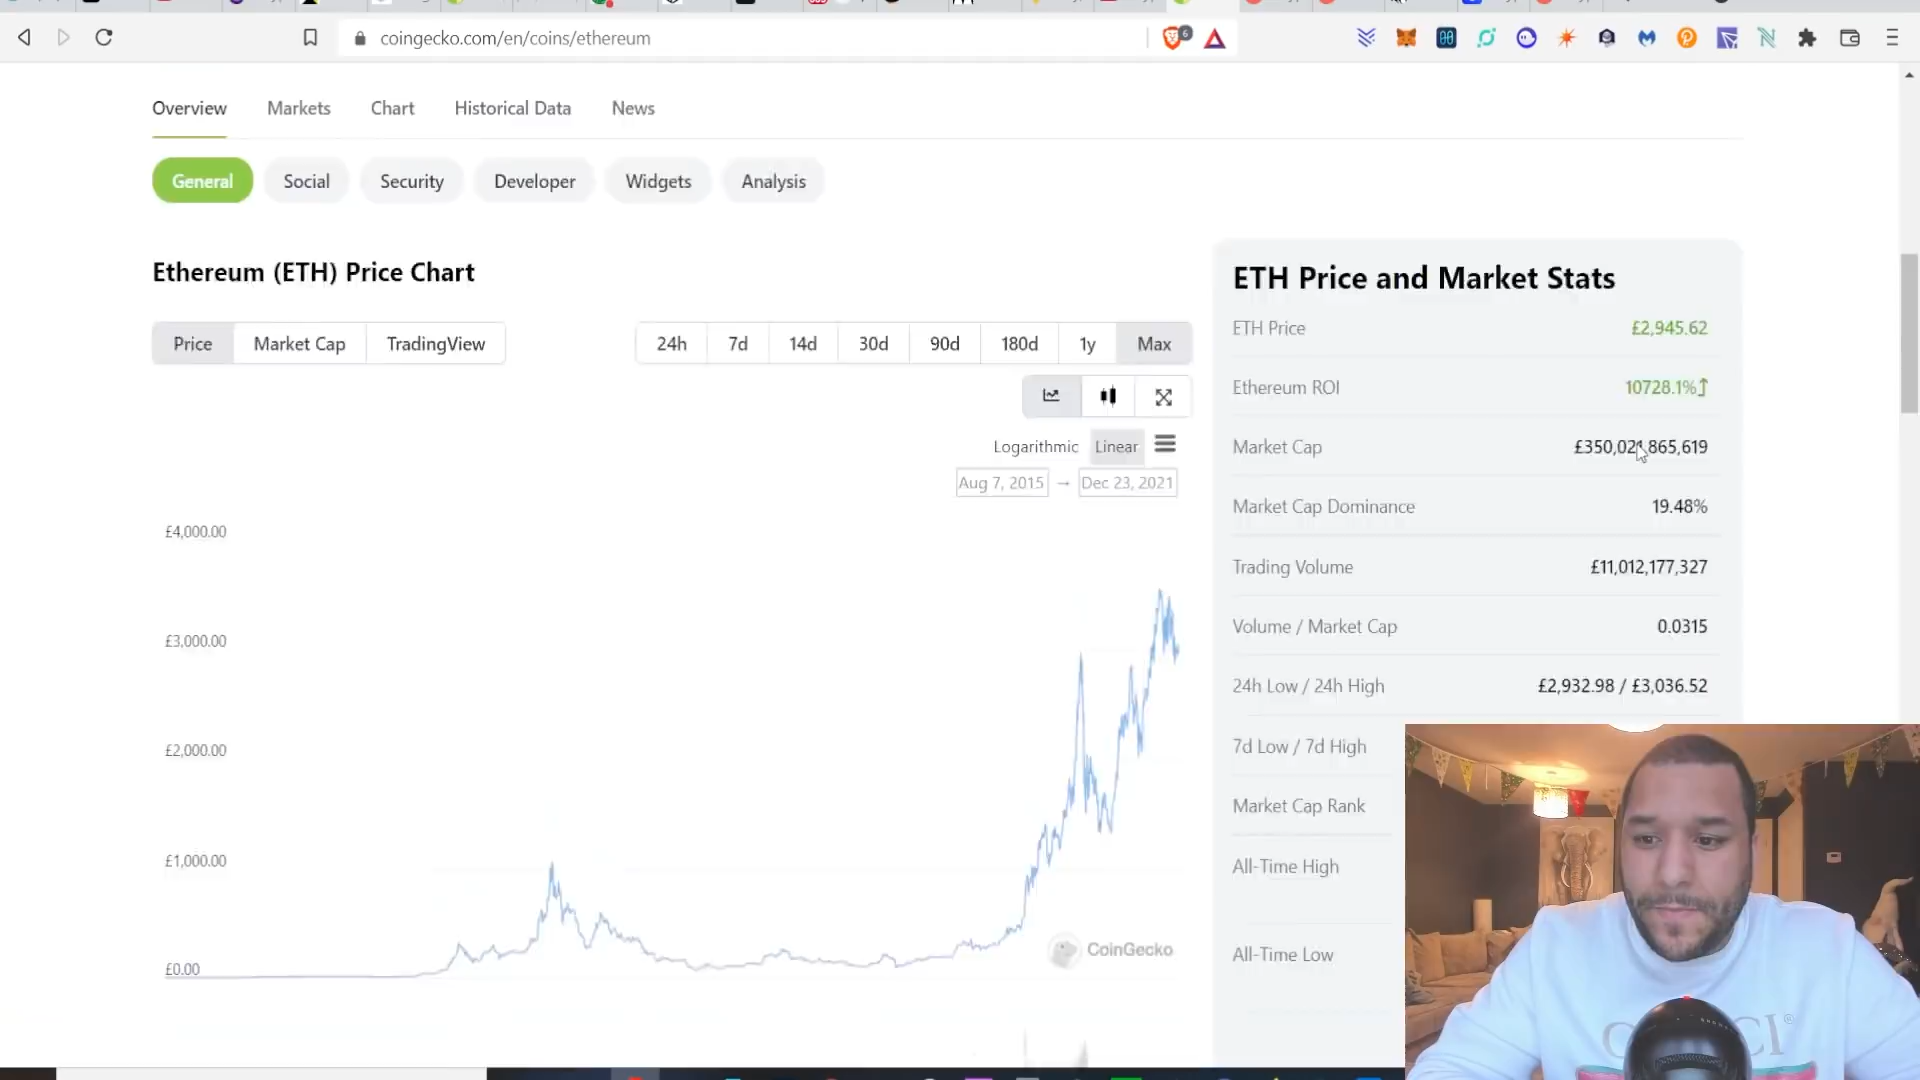 coingecko.com/en/coins/ethereum
6
Overview Markets Chart Historical Data News
General Social Security Developer Widgets Analysis
Ethereum (ETH) Price Chart
Price Market Cap TradingView
24h 7d 14d 30d 90d 180d 1y Max
Logarithmic Linear
Aug 7, 2015 → Dec 23, 2021
£4,000.00
£3,000.00
£2,000.00
£1,000.00
£0.00
CoinGecko
ETH Price and Market Stats
ETH Price £2,945.62
Ethereum ROI 10728.1%
Market Cap £350,021,865,619
Market Cap Dominance 19.48%
Trading Volume £11,012,177,327
Volume / Market Cap 0.0315
24h Low / 24h High £2,932.98 / £3,036.52
7d Low / 7d High
Market Cap Rank
All-Time High
All-Time Low